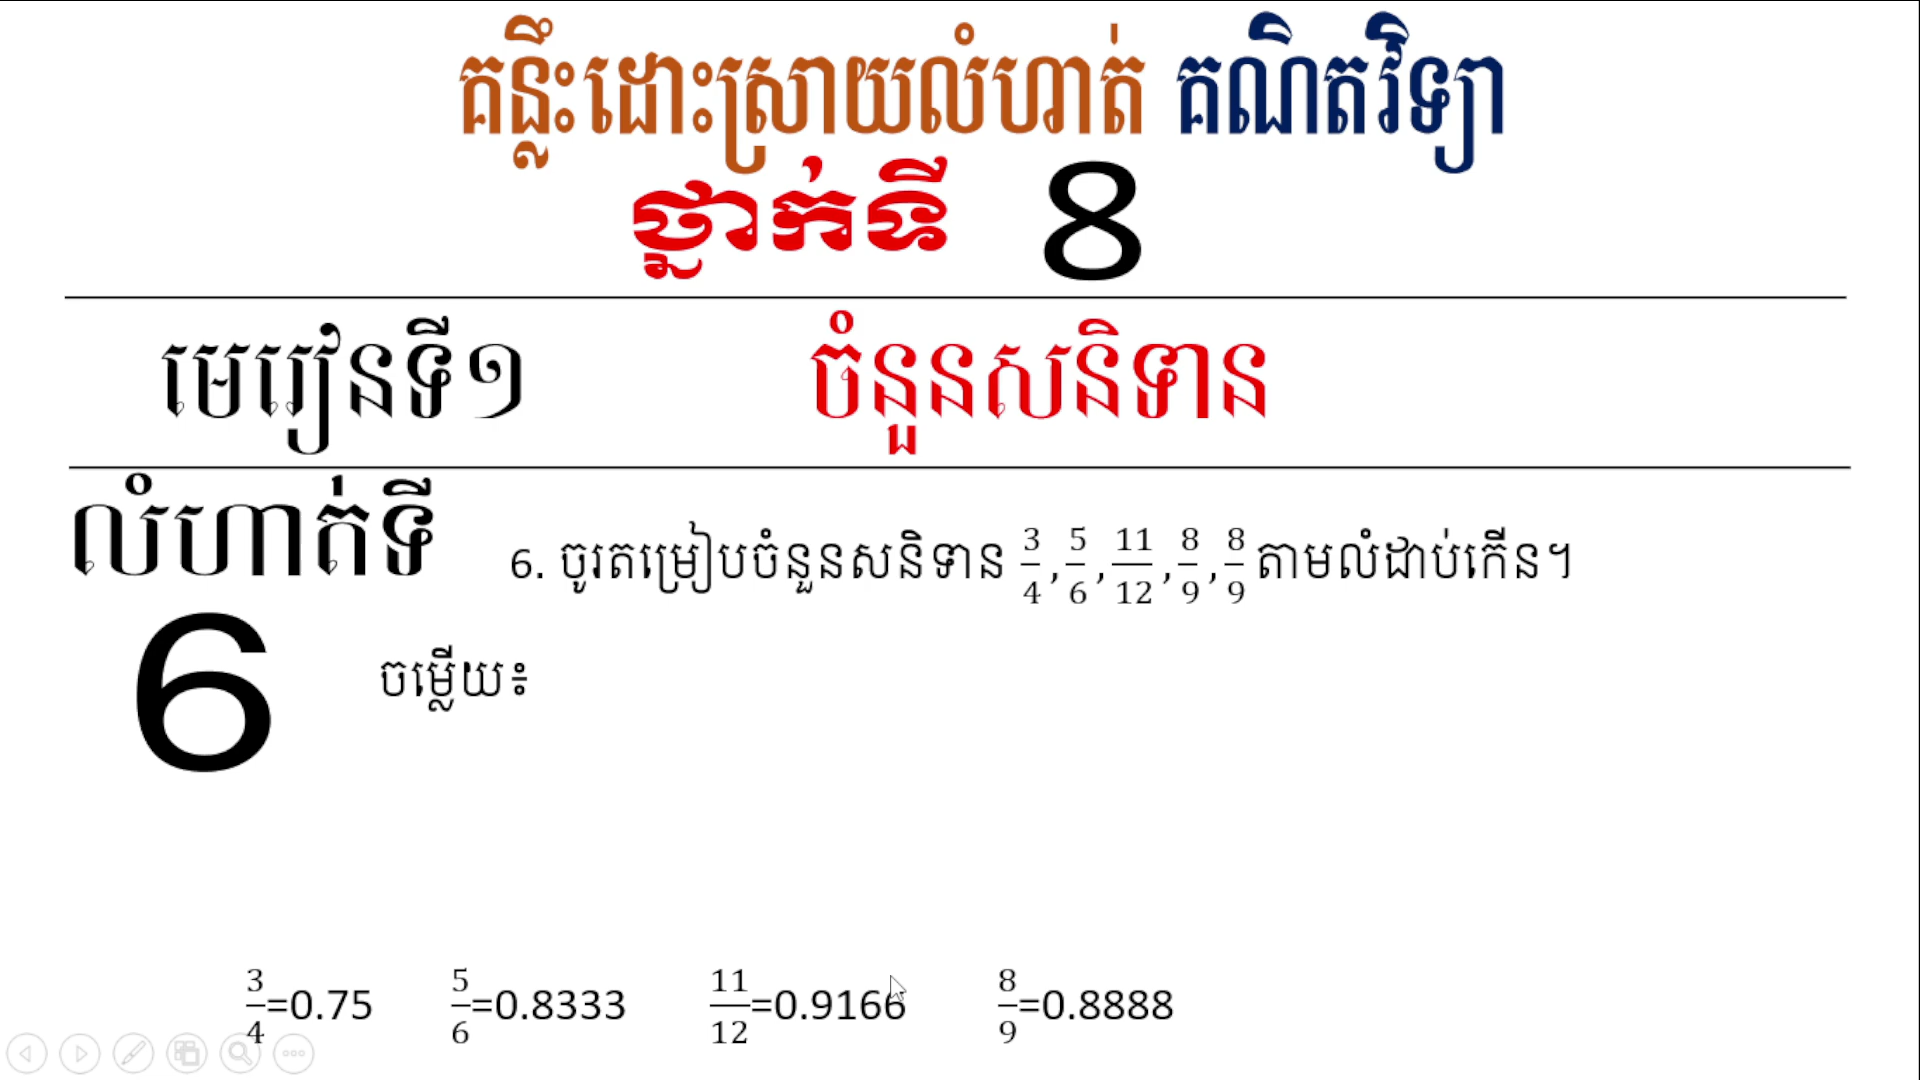 គន្លឹះដោះស្រាយលំហាត់ គណិតវិទ្យា
ថ្នាក់ទី 8
មេរៀនទី១ ចំនួនសនិទាន
លំហាត់ទី 6
6. ចូរតម្រៀបចំនួនសនិទាន 3/4, 5/6, 11/12, 8/9, 8/9 តាមលំដាប់កើន។
ចម្លើយ៖
3/4=0.75 5/6=0.8333 11/12=0.9166 8/9=0.8888